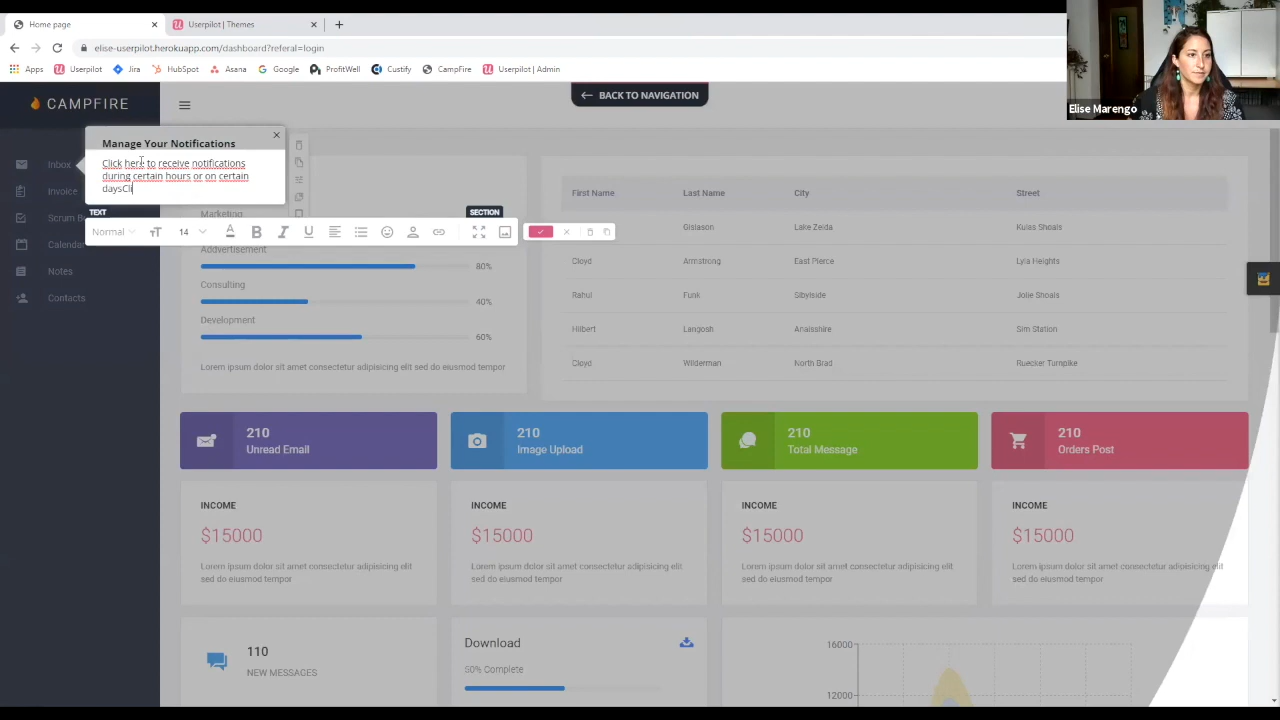 Home page
Userpilot | Themes
elise-userpilot.herokuapp.com/dashboard?referal=login
Apps Userpilot Jira HubSpot Asana Google ProfitWell Custify CampFire Userpilot | Admin
Elise Marengo
CAMPFIRE
BACK TO NAVIGATION
Manage Your Notifications
Click here to receive notifications
during certain hours or on certain
daysCli
TEXT
SECTION
Normal 14
Inbox
Invoice
Scrum B
Calendar
Notes
Contacts
Marketing
Addvertisement
80%
Consulting
40%
Development
60%
Lorem ipsum dolor sit amet consectetur adipisicing elit sed do eiusmod tempor
First Name Last Name City Street
Gislason Lake Zelda Kulas Shoals
Cloyd Armstrong East Pierce Lyla Heights
Rahul Funk Sibylside Jolie Shoals
Hilbert Langosh Anaisshire Sim Station
Cloyd Wilderman North Brad Ruecker Turnpike
210
Unread Email
210
Image Upload
210
Total Message
210
Orders Post
INCOME
$15000
Lorem ipsum dolor sit amet consectetur adipisicing elit
sed do eiusmod tempor
INCOME
$15000
Lorem ipsum dolor sit amet consectetur adipisicing elit
sed do eiusmod tempor
INCOME
$15000
Lorem ipsum dolor sit amet consectetur adipisicing elit
sed do eiusmod tempor
INCOME
$15000
Lorem ipsum dolor sit amet consectetur adipisicing elit
sed do eiusmod tempor
110
NEW MESSAGES
Download
50% Complete
16000
12000